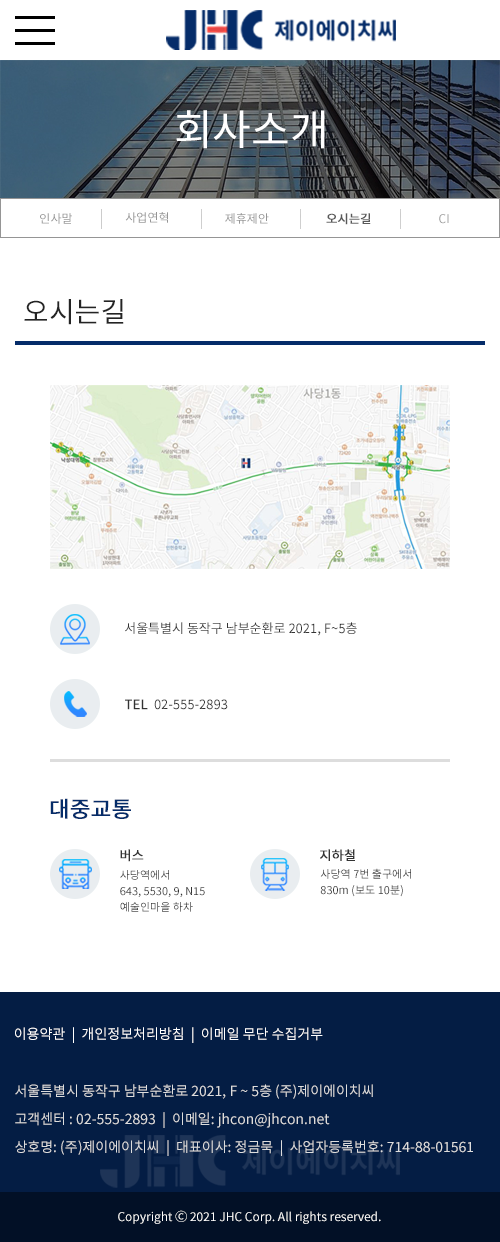 JHC 제이에이치씨
회사소개
인사말 사업연혁 제휴제안 오시는길 CI
오시는길
사당1동
서울특별시 동작구 남부순환로 2021, F~5층
TEL 02-555-2893
대중교통
버스
사당역에서
643, 5530, 9, N15
예술인마을 하차
지하철
사당역 7번 출구에서
830m (보도 10분)
이용약관 | 개인정보처리방침 | 이메일 무단 수집거부
서울특별시 동작구 남부순환로 2021, F ~ 5층 (주)제이에이치씨
고객센터 : 02-555-2893 | 이메일: jhcon@jhcon.net
상호명: (주)제이에이치씨 | 대표이사: 정금묵 | 사업자등록번호: 714-88-01561
JHC 제이에이치씨
Copyright ⓒ 2021 JHC Corp. All rights reserved.